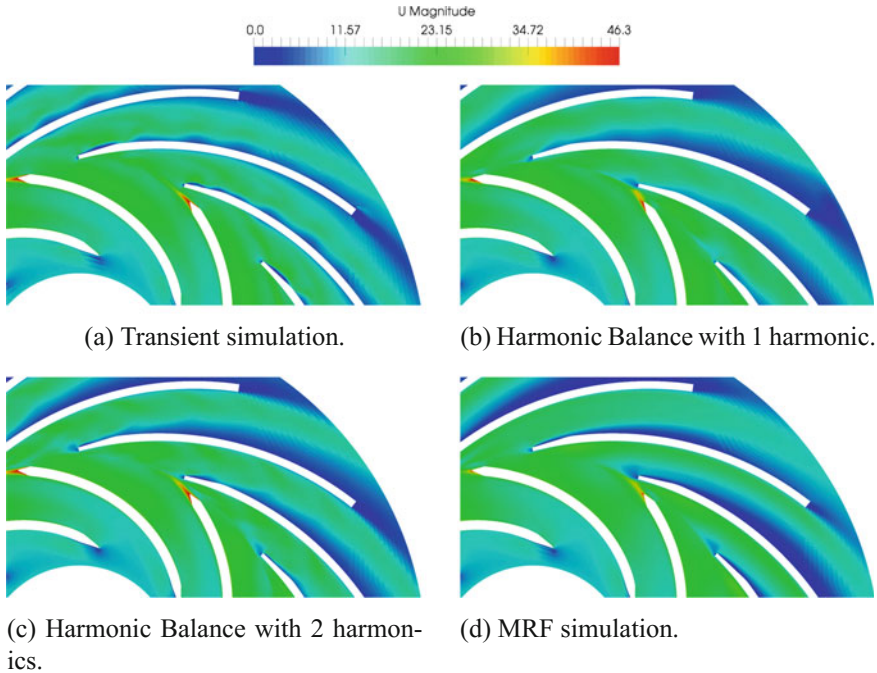 U Magnitude
0.0 11.57 23.15 34.72 46.3
(a) Transient simulation.
(b) Harmonic Balance with 1 harmonic.
(c) Harmonic Balance with 2 harmon-
ics.
(d) MRF simulation.